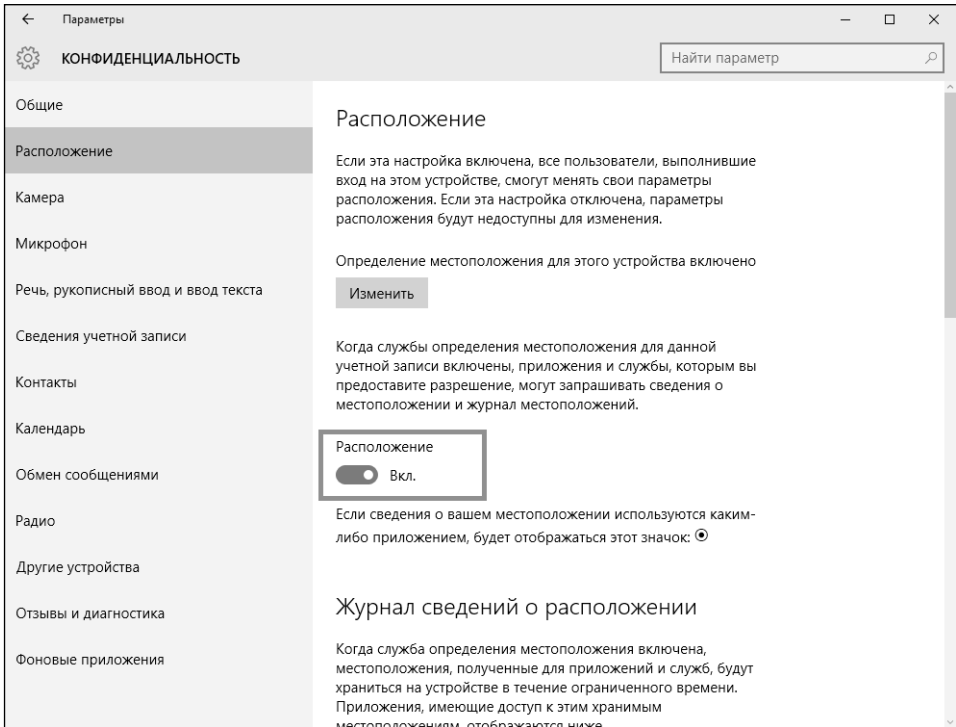 Параметры
КОНФИДЕНЦИАЛЬНОСТЬ
Найти параметр
Общие
Расположение
Камера
Микрофон
Речь, рукописный ввод и ввод текста
Сведения учетной записи
Контакты
Календарь
Обмен сообщениями
Радио
Другие устройства
Отзывы и диагностика
Фоновые приложения
Расположение
Если эта настройка включена, все пользователи, выполнившие
вход на этом устройстве, смогут менять свои параметры
расположения. Если эта настройка отключена, параметры
расположения будут недоступны для изменения.
Определение местоположения для этого устройства включено
Изменить
Когда службы определения местоположения для данной
учетной записи включены, приложения и службы, которым вы
предоставите разрешение, могут запрашивать сведения о
местоположении и журнал местоположений.
Расположение
Вкл.
Если сведения о вашем местоположении используются каким-
либо приложением, будет отображаться этот значок:
Журнал сведений о расположении
Когда служба определения местоположения включена,
местоположения, полученные для приложений и служб, будут
храниться на устройстве в течение ограниченного времени.
Приложения, имеющие доступ к этим хранимым
местоположениям, отображаются ниже.